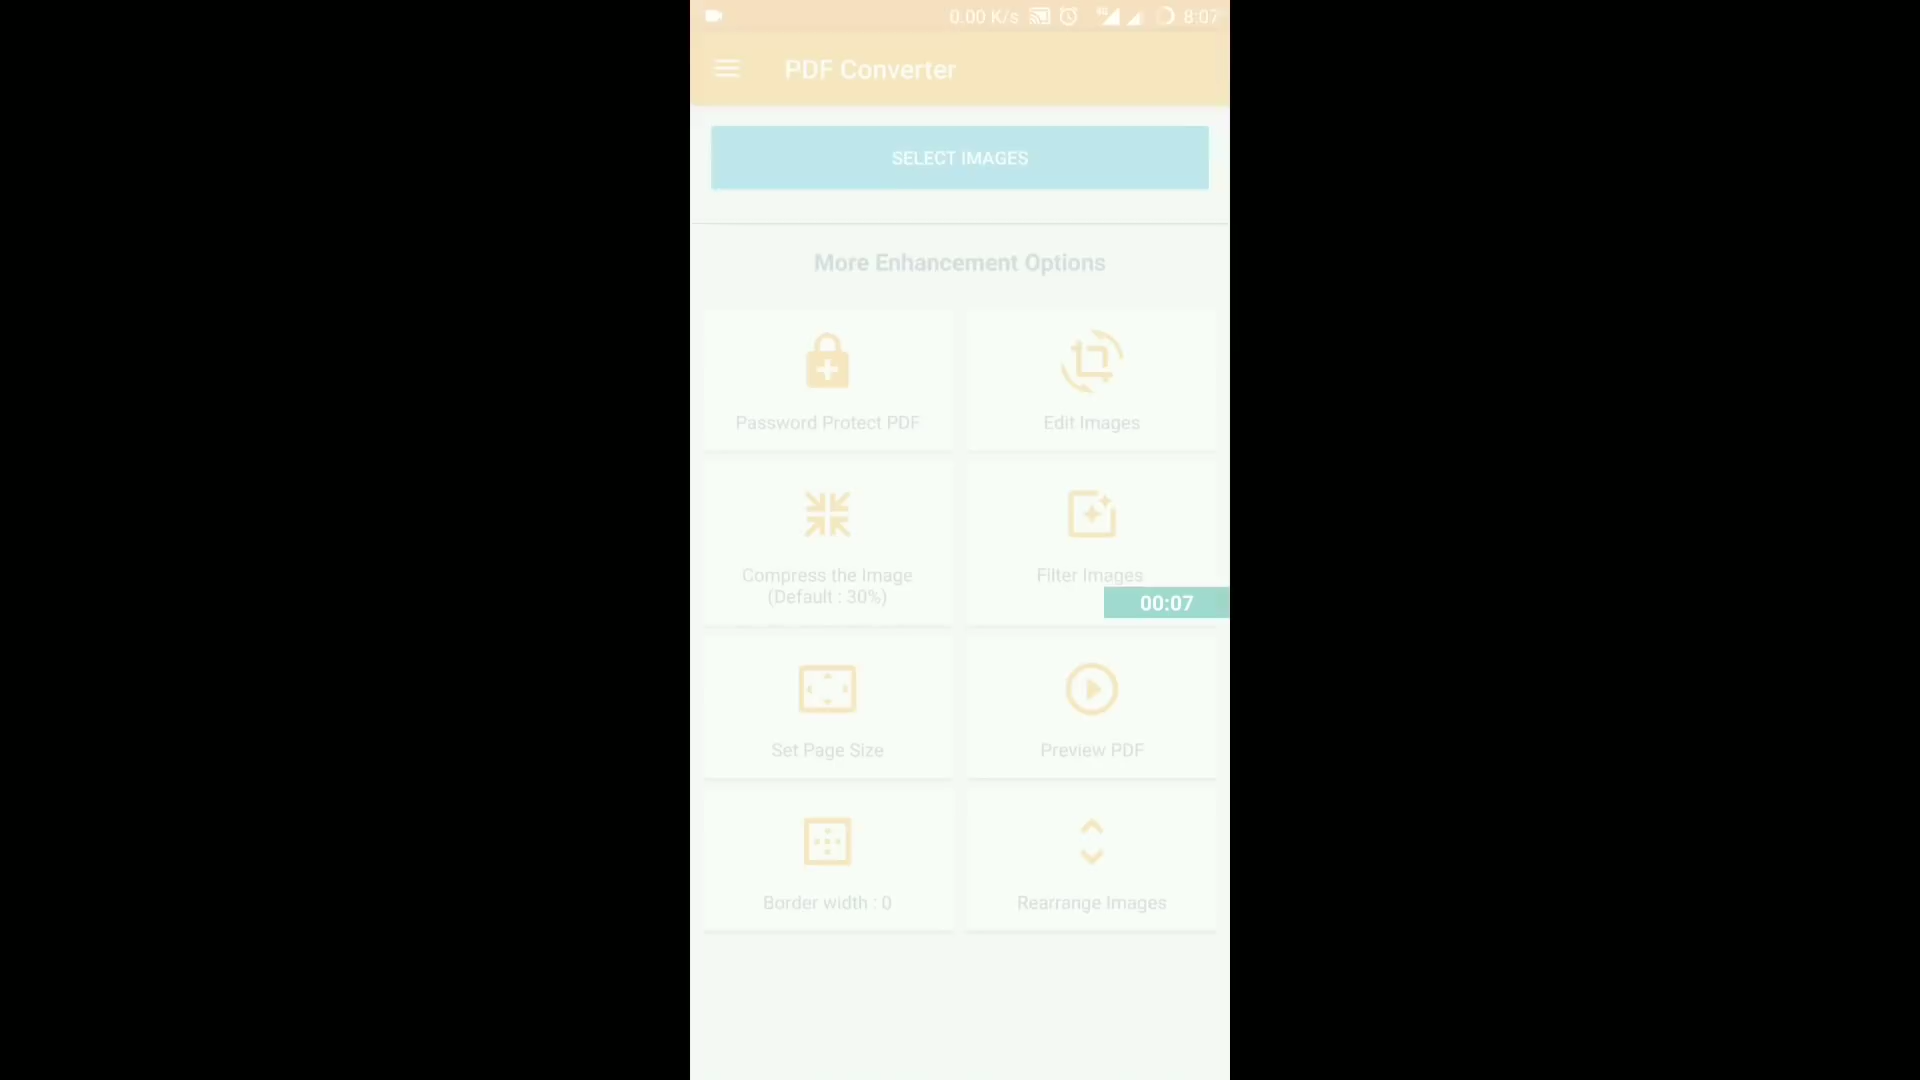 0.00 K/s 4G 8:07
PDF Converter
SELECT IMAGES
More Enhancement Options
Password Protect PDF
Edit Images
Compress the Image
(Default : 30%)
Filter Images
00:07
Set Page Size
Preview PDF
Border width : 0
Rearrange Images